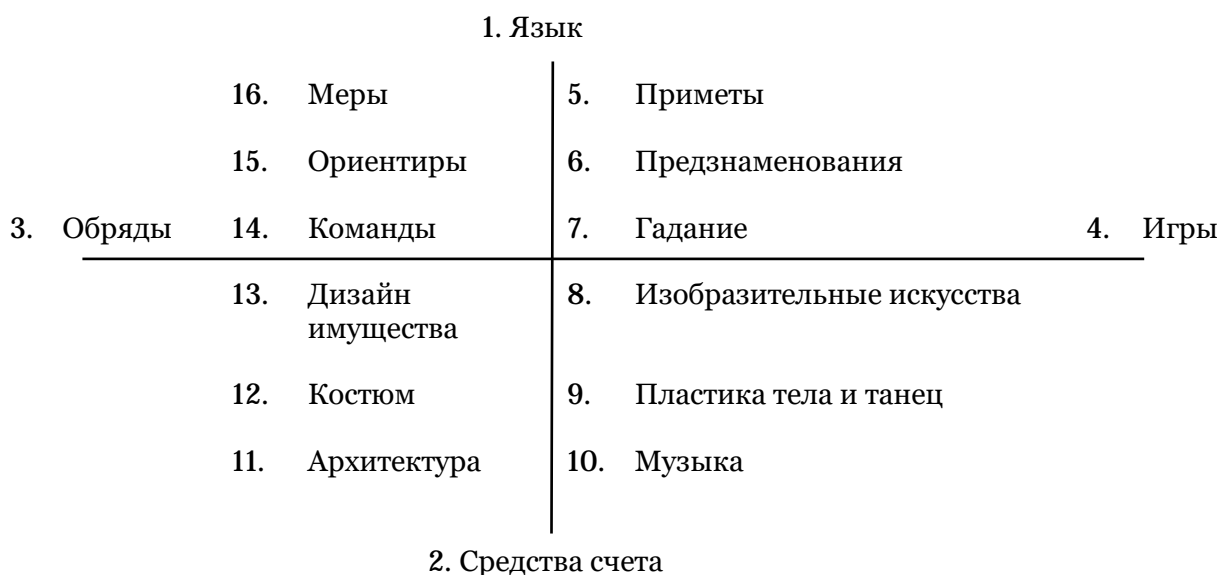 1. Язык
16. Меры 5. Приметы
15. Ориентиры 6. Предзнаменования
3. Обряды 14. Команды 7. Гадание 4. Игры
13. Дизайн 8. Изобразительные искусства
имущества
12. Костюм 9. Пластика тела и танец
11. Архитектура 10. Музыка
2. Средства счета